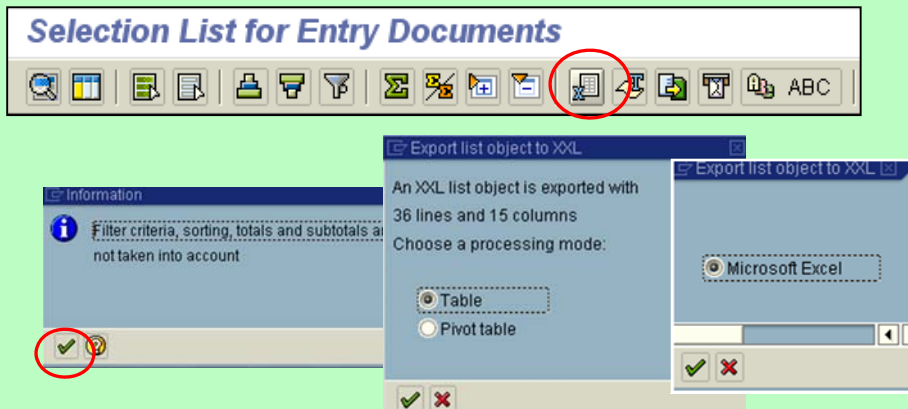 Selection List for Entry Documents
ABC
Export list object to XXL
An XXL list object is exported with
36 lines and 15 columns
Choose a processing mode:
Table
Pivot table
Export list object to XXL
Microsoft Excel
Information
Filter criteria, sorting, totals and subtotals
not taken into account